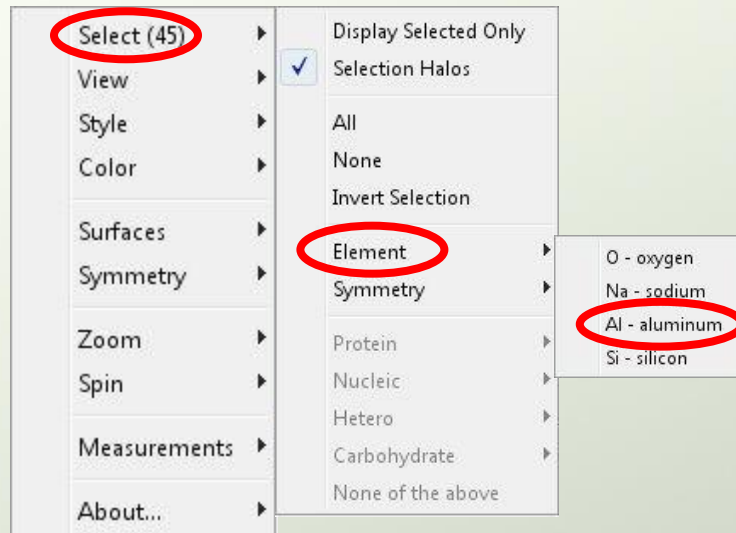 Select (45)
View
Style
Color
Surfaces
Symmetry
Zoom
Spin
Measurements
About...
Display Selected Only
Selection Halos
All
None
Invert Selection
Element
Symmetry
Protein
Nucleic
Hetero
Carbohydrate
None of the above
O - oxygen
Na - sodium
Al - aluminum
Si - silicon